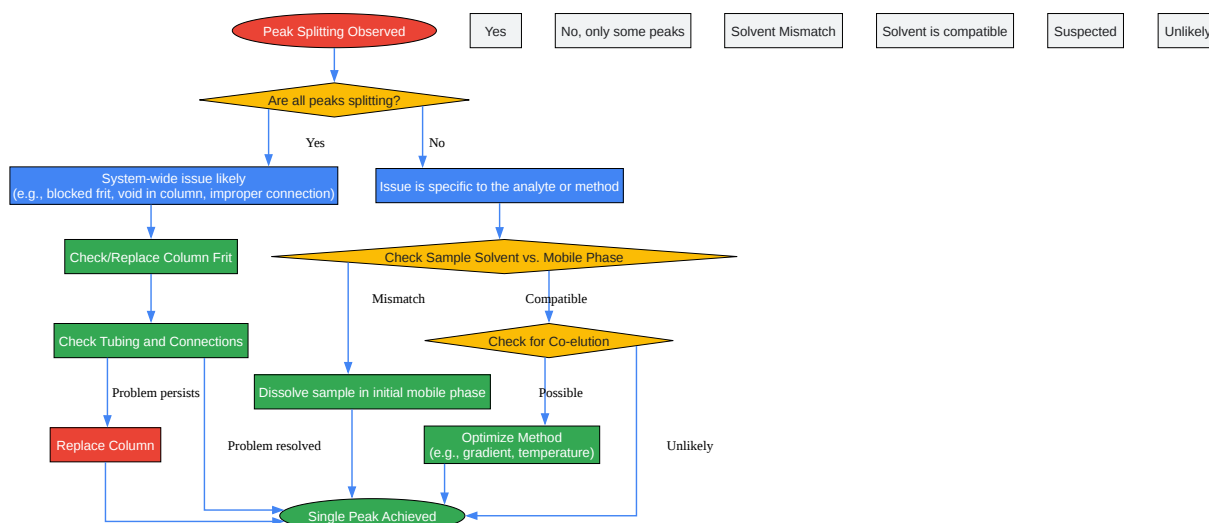 Peak Splitting Observed
Yes
No, only some peaks
Solvent Mismatch
Solvent is compatible
Suspected
Unlikely
Are all peaks splitting?
Yes
No
System-wide issue likely
(e.g., blocked frit, void in column, improper connection)
Issue is specific to the analyte or method
Check/Replace Column Frit
Check Sample Solvent vs. Mobile Phase
Mismatch
Compatible
Check Tubing and Connections
Check for Co-elution
Problem persists
Dissolve sample in initial mobile phase
Possible
Replace Column
Problem resolved
Optimize Method
(e.g., gradient, temperature)
Unlikely
Single Peak Achieved